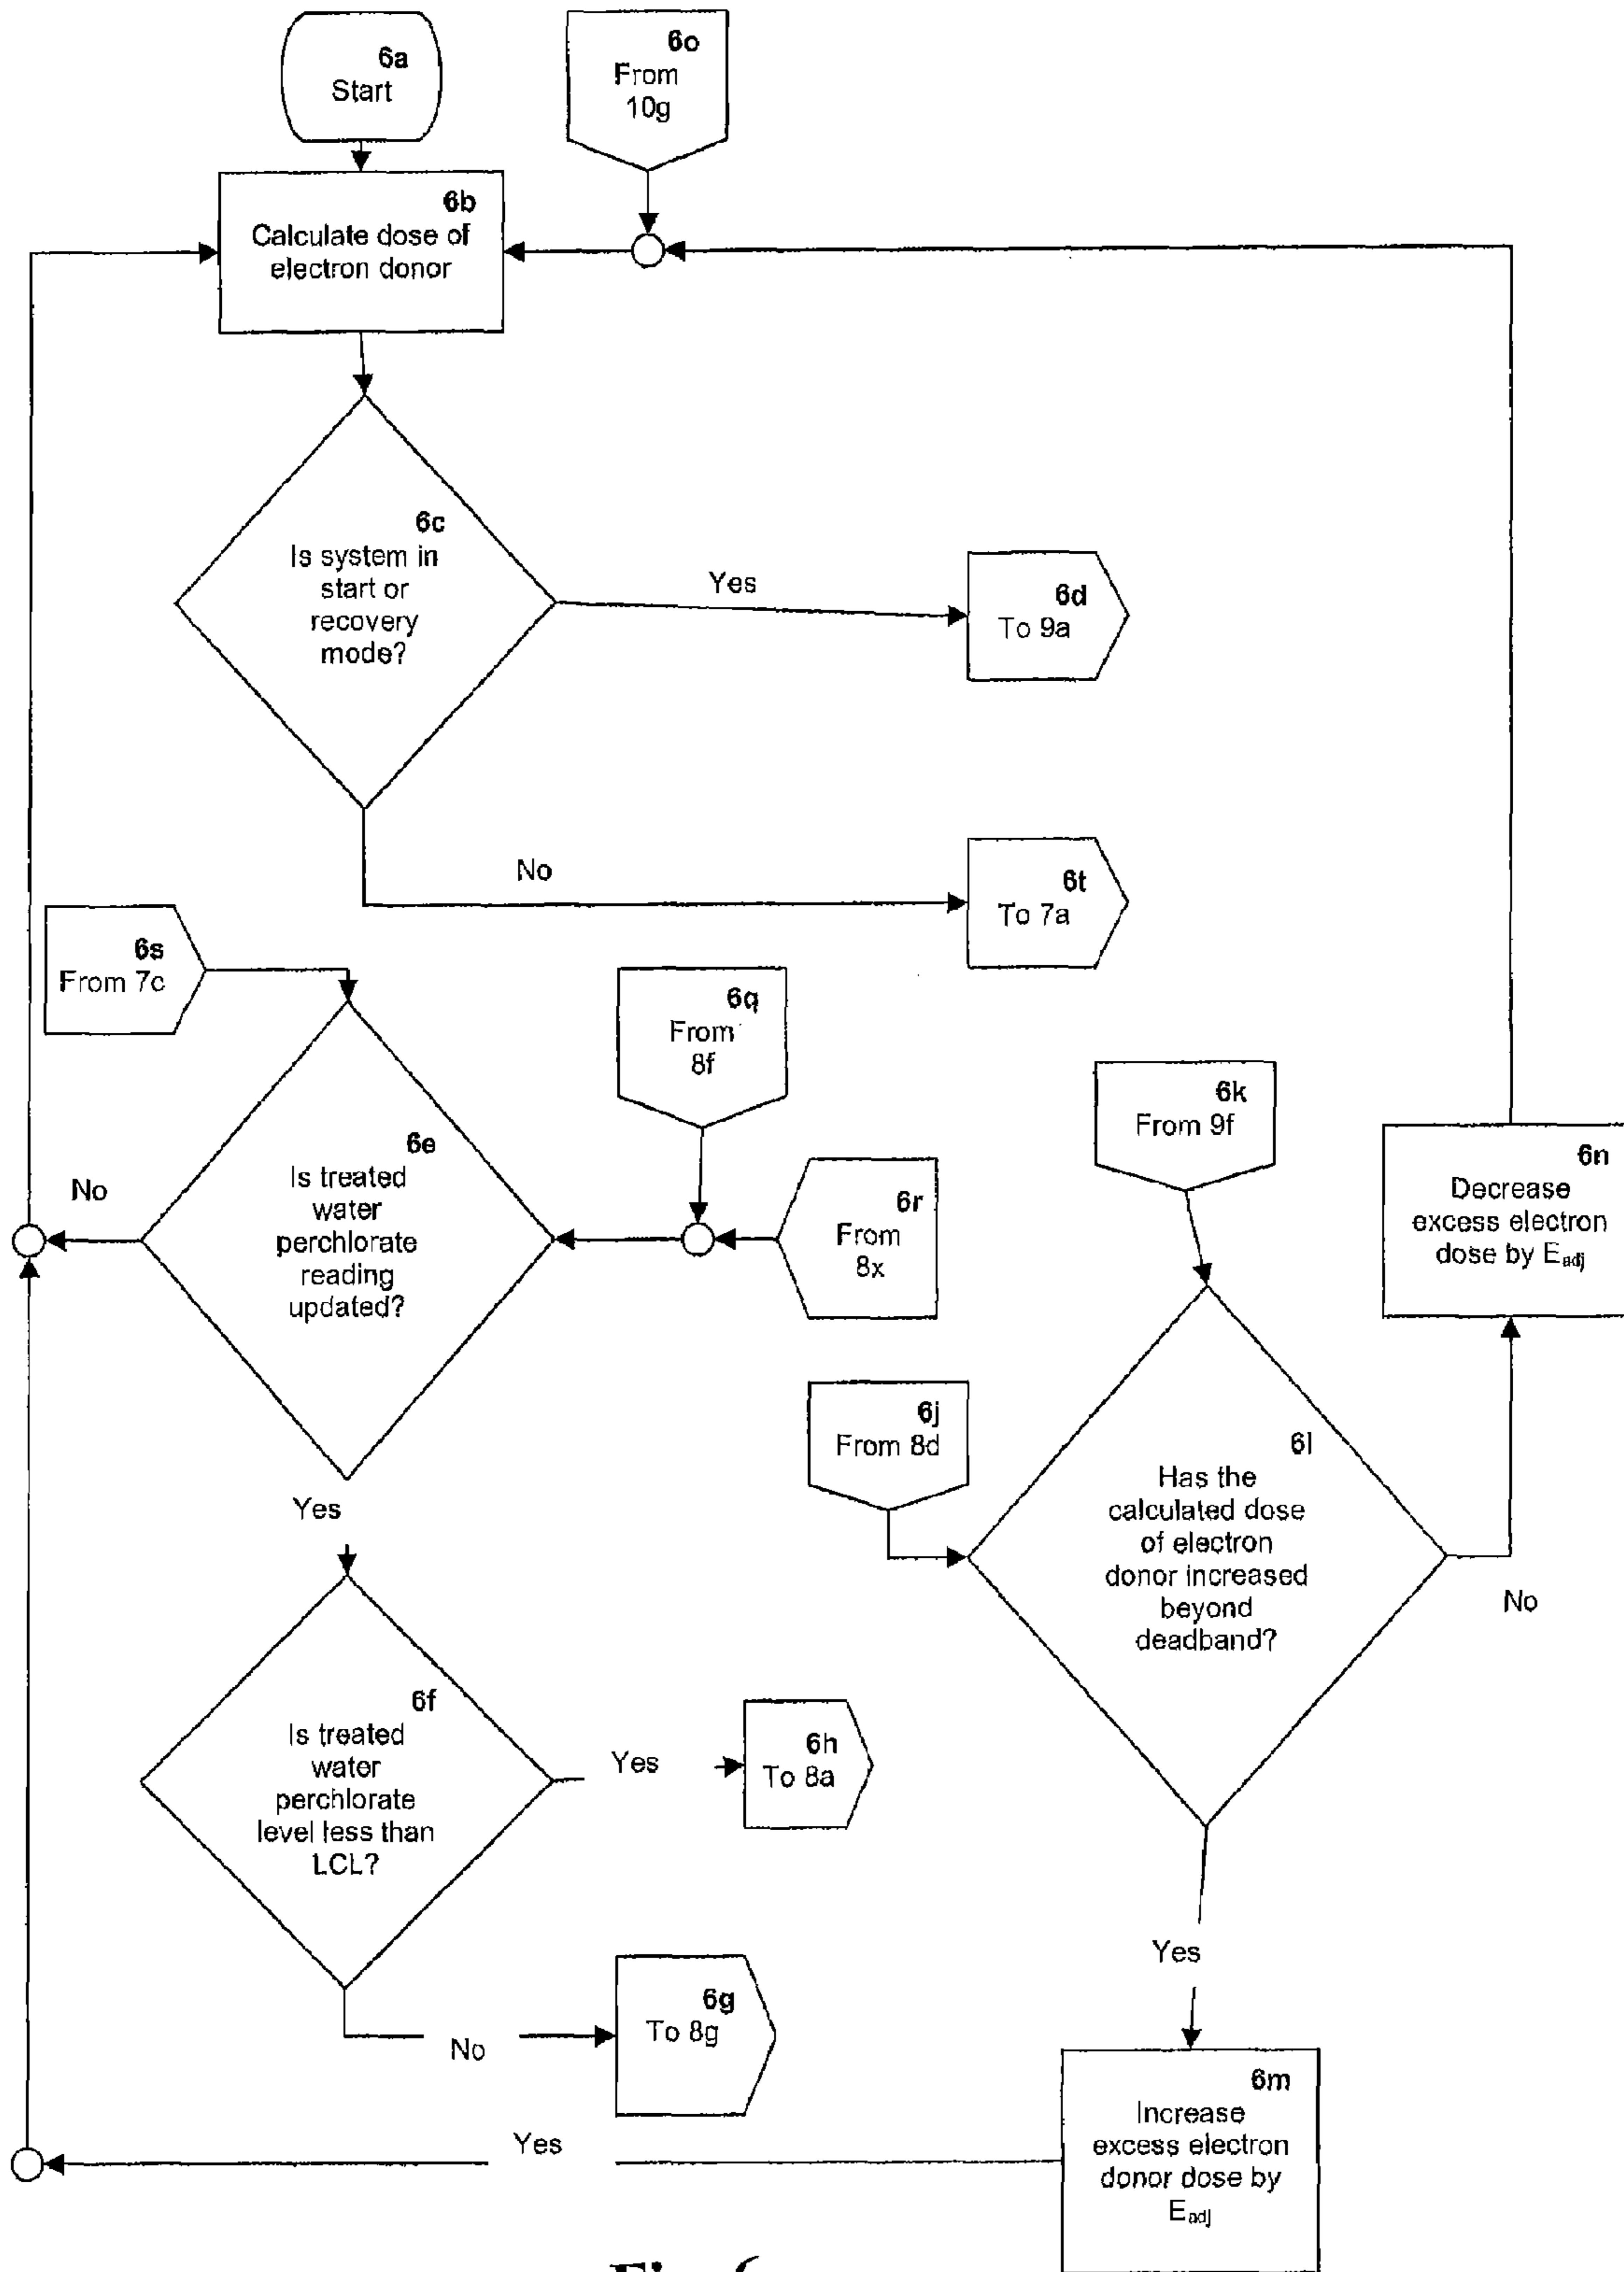 6a
Start
6o
From
10g
6b
Calculate dose of
electron donor
6c
Is system in
start or
recovery
mode?
Yes
6d
To 9a
No
6t
To 7a
6s
From 7c
6q
From
8f
6e
Is treated
water
perchlorate
reading
updated?
No
6r
From
8x
6k
From 9f
6n
Decrease
excess electron
dose by Eadj
6j
From 8d
6l
Has the
calculated dose
of electron
donor increased
beyond
deadband?
No
Yes
6f
Is treated
water
perchlorate
level less than
LCL?
Yes
6h
To 8a
Yes
No
6g
To 8g
6m
Increase
excess electron
donor dose by
Eadj
Yes